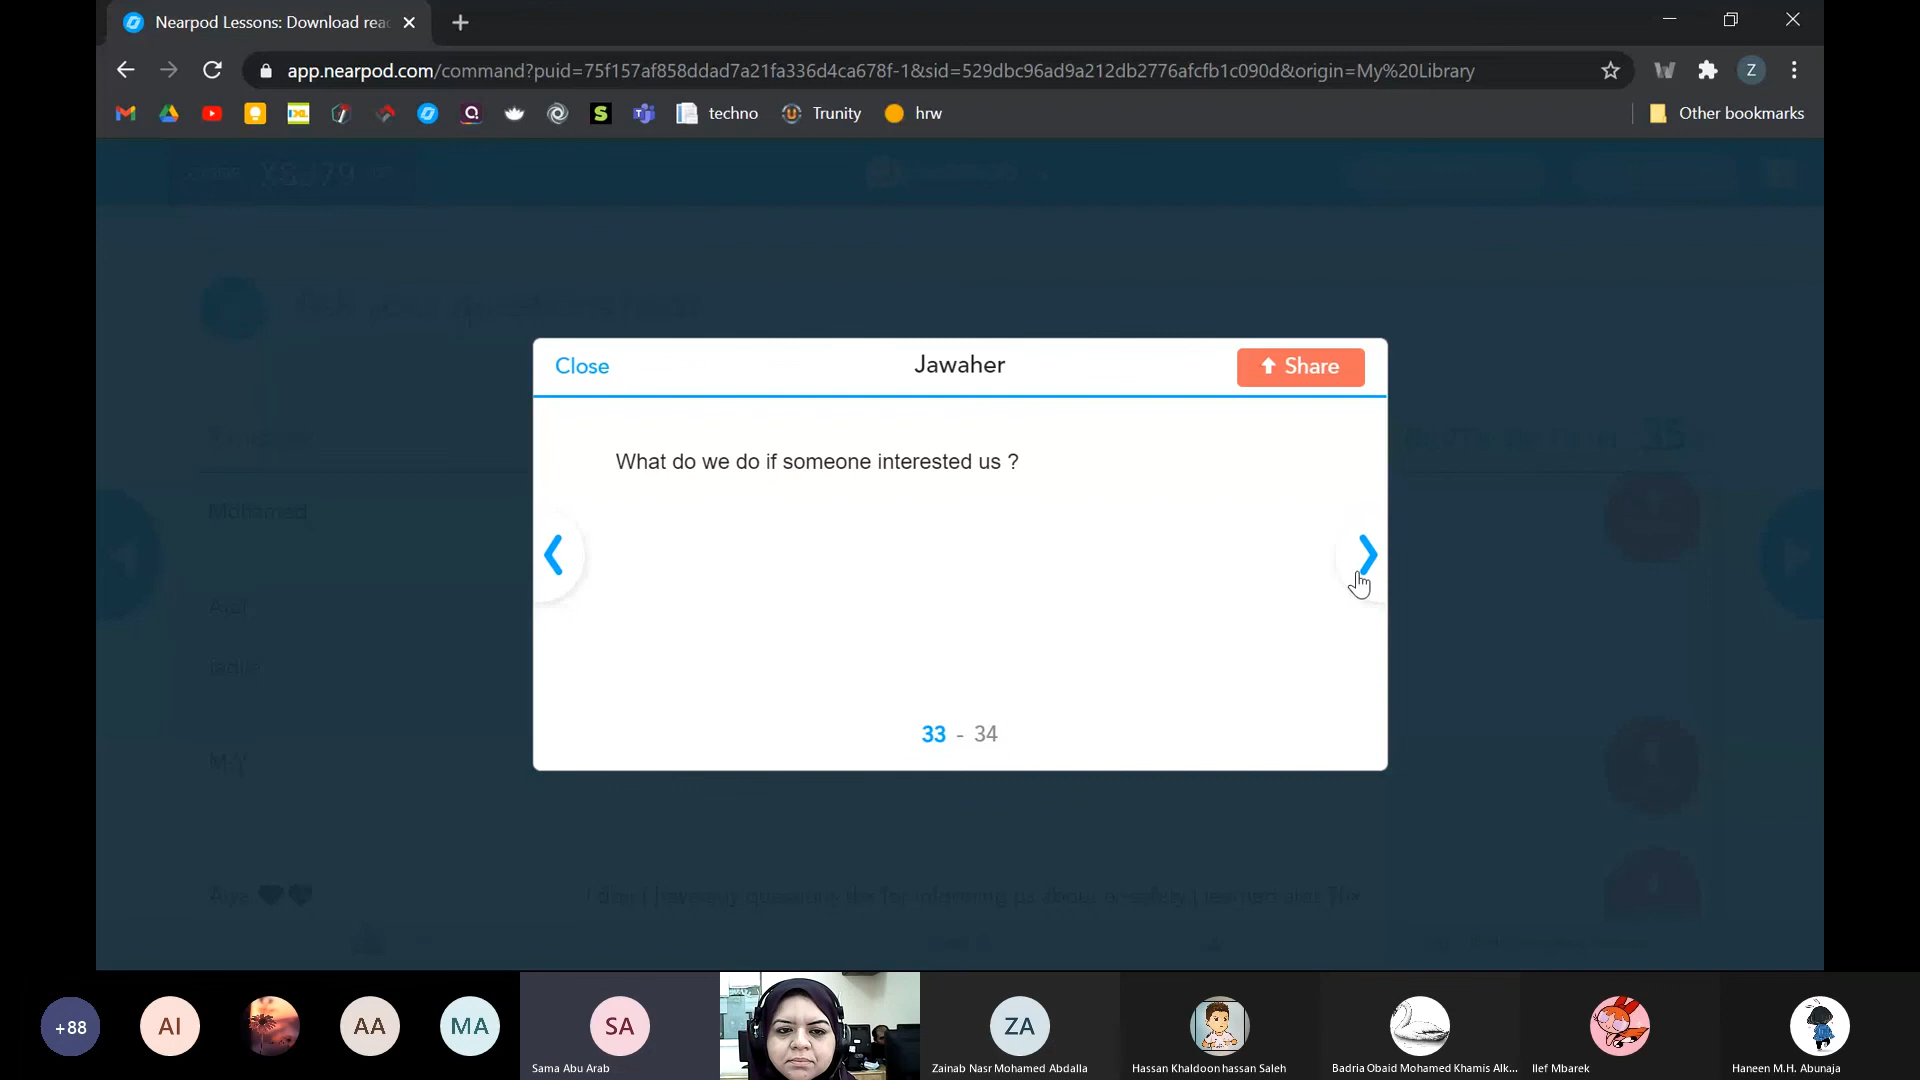 Nearpod Lessons: Download rea
app.nearpod.com/command?puid=75f157af858ddad7a21fa336d4ca678f-1&sid=529dbc96ad9a212db2776afcfb1c090d&origin=My%20Library
Z
techno
Trunity
hrw
Other bookmarks
Close
Jawaher
Share
What do we do if someone interested us ?
33 - 34
Mohamed
35
+88
AI
AA
MA
SA
ZA
Sama Abu Arab
Zainab Nasr Mohamed Abdalla
Hassan Khaldoon hassan Saleh
Badria Obaid Mohamed Khamis Alk...
Ilef Mbarek
Haneen M.H. Abunaja